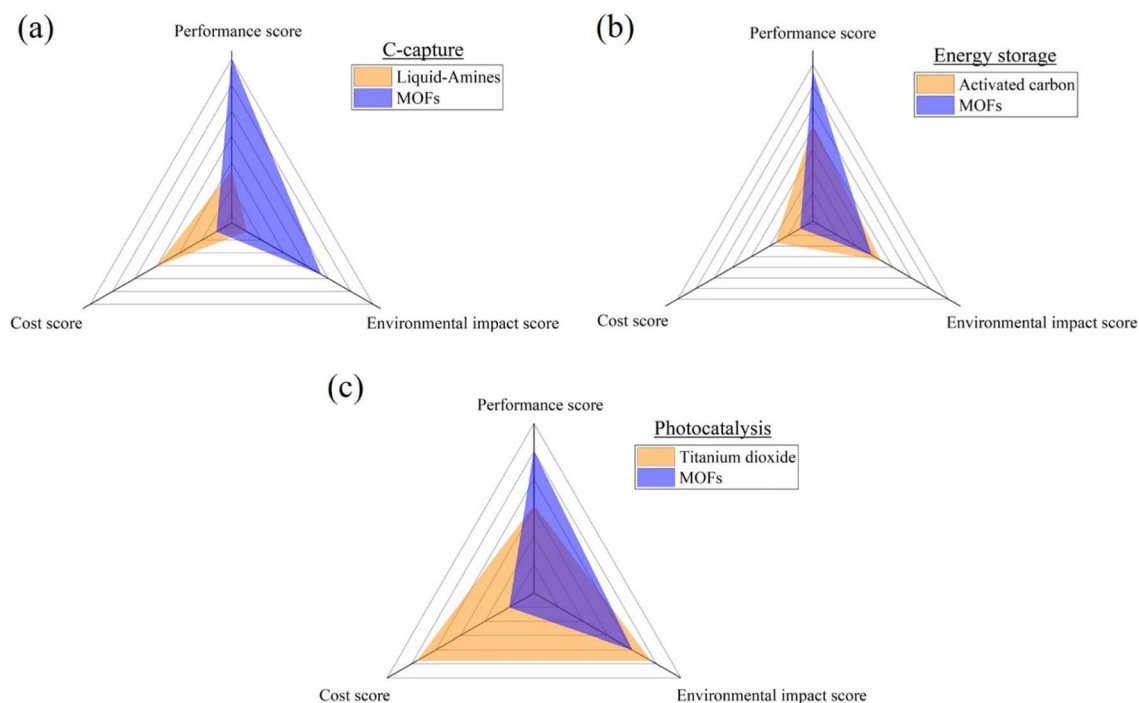 (a)
Performance score
C-capture
Liquid-Amines
MOFs
Cost score
Environmental impact score
(b)
Performance score
Energy storage
Activated carbon
MOFs
Cost score
Environmental impact score
(c)
Performance score
Photocatalysis
Titanium dioxide
MOFs
Cost score
Environmental impact score